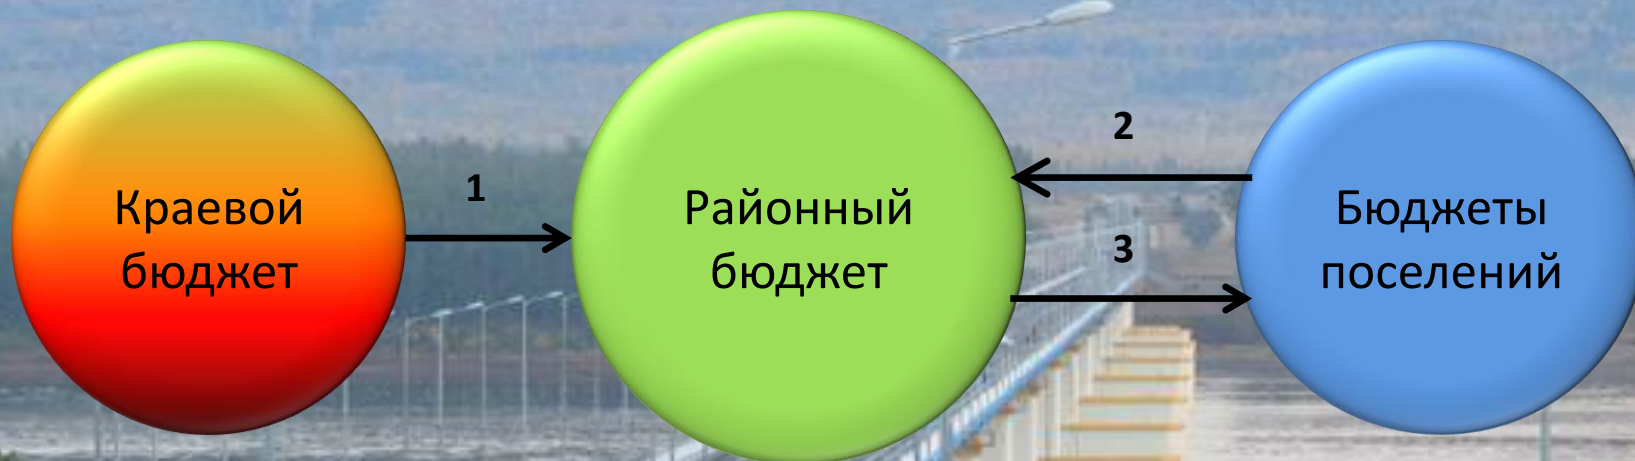 Краевой
бюджет
1
Районный
бюджет
2
3
Бюджеты
поселений